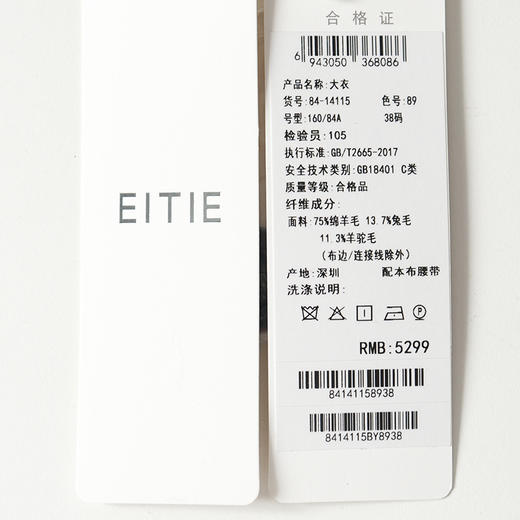 EITIE
合格证
6 943050 368086
产品名称:大衣
货号:84-14115 色号:89
号型:160/84A 38码
检验员:105
执行标准:GB/T2665-2017
安全技术类别:GB18401 C类
质量等级:合格品
纤维成分:
面料:75%绵羊毛 13.7%兔毛
11.3%羊驼毛
(布边/连接线除外)
产地:深圳 配本布腰带
洗涤说明:
P
RMB:5299
84141158938
8414115BY8938